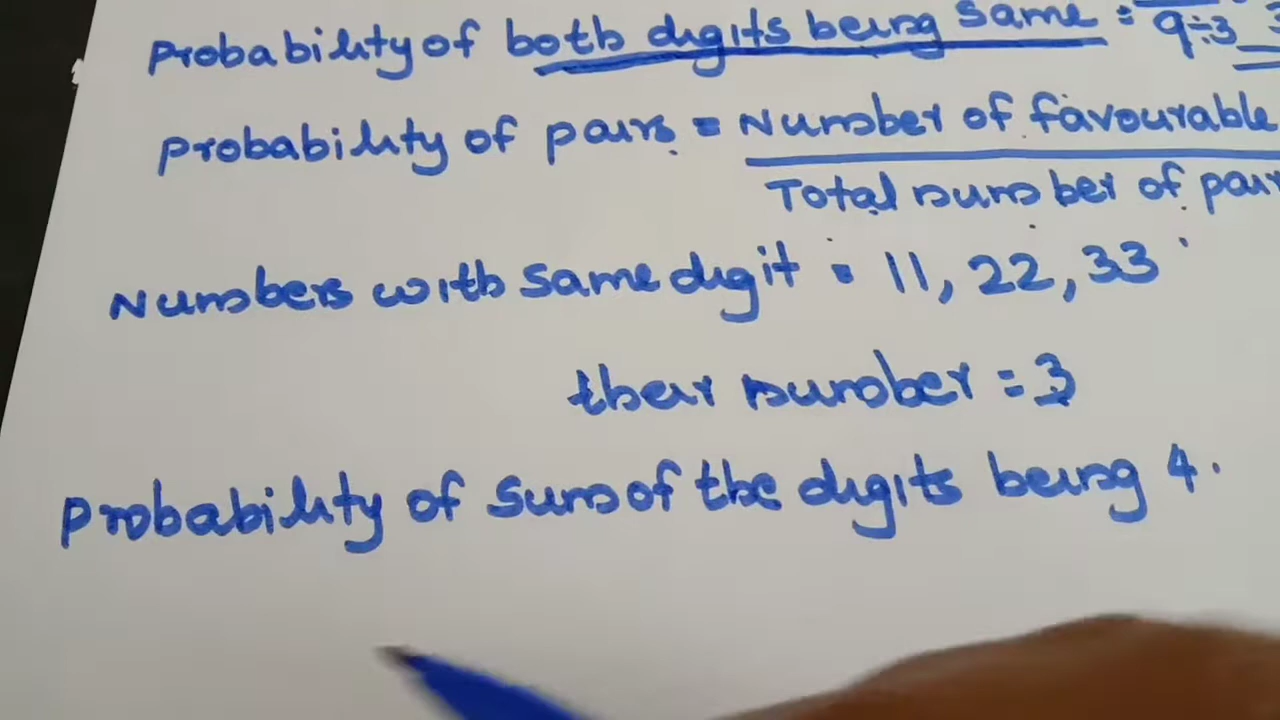 Probability of both digits being same = 9÷3
Probability of pairs = Number of favourable
Total number of pair
Numbers with same digit = 11, 22, 33
their number = 3
Probability of sum of the digits being 4.